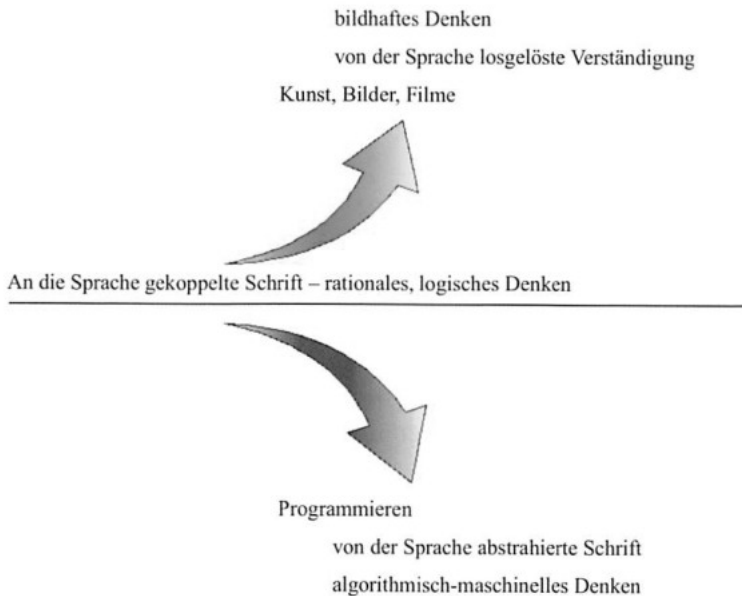 bildhaftes Denken
von der Sprache losgelöste Verständigung
Kunst, Bilder, Filme
An die Sprache gekoppelte Schrift – rationales, logisches Denken
Programmieren
von der Sprache abstrahierte Schrift
algorithmisch-maschinelles Denken